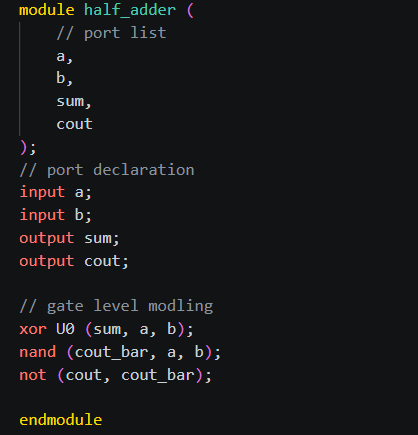 module half_adder (
    // port list
    a,
    b,
    sum,
    cout
);
// port declaration
input a;
input b;
output sum;
output cout;

// gate level modling
xor U0 (sum, a, b);
nand (cout_bar, a, b);
not (cout, cout_bar);

endmodule